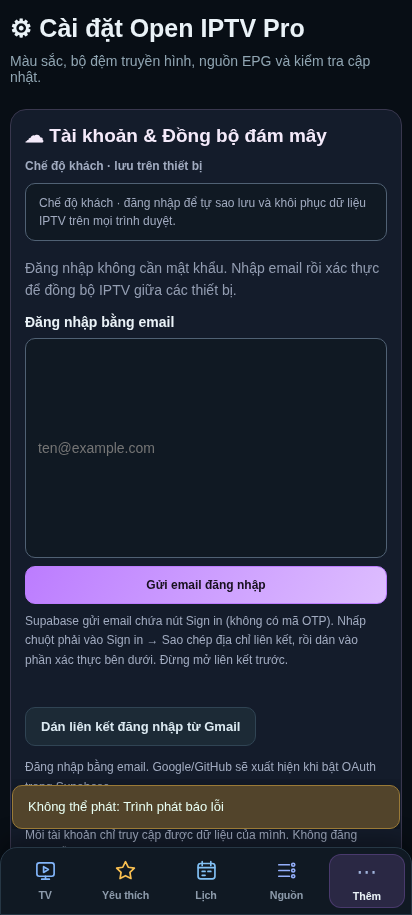 ⚙ Cài đặt Open IPTV Pro
Màu sắc, bộ đệm truyền hình, nguồn EPG và kiểm tra cập
nhật.
☁ Tài khoản & Đồng bộ đám mây
Chế độ khách · lưu trên thiết bị
Chế độ khách · đăng nhập để tự sao lưu và khôi phục dữ liệu
IPTV trên mọi trình duyệt.
Đăng nhập không cần mật khẩu. Nhập email rồi xác thực
để đồng bộ IPTV giữa các thiết bị.
Đăng nhập bằng email
ten@example.com
Gửi email đăng nhập
Supabase gửi email chứa nút Sign in (không có mã OTP). Nhấp
chuột phải vào Sign in → Sao chép địa chỉ liên kết, rồi dán vào
phần xác thực bên dưới. Đừng mở liên kết trước.
Dán liên kết đăng nhập từ Gmail
Đăng nhập bằng email. Google/GitHub sẽ xuất hiện khi bật OAuth
Không thể phát: Trình phát báo lỗi
Mỗi tài khoản chỉ truy cập được dữ liệu của mình. Không đăng
TV
Yêu thích
Lịch
Nguồn
Thêm